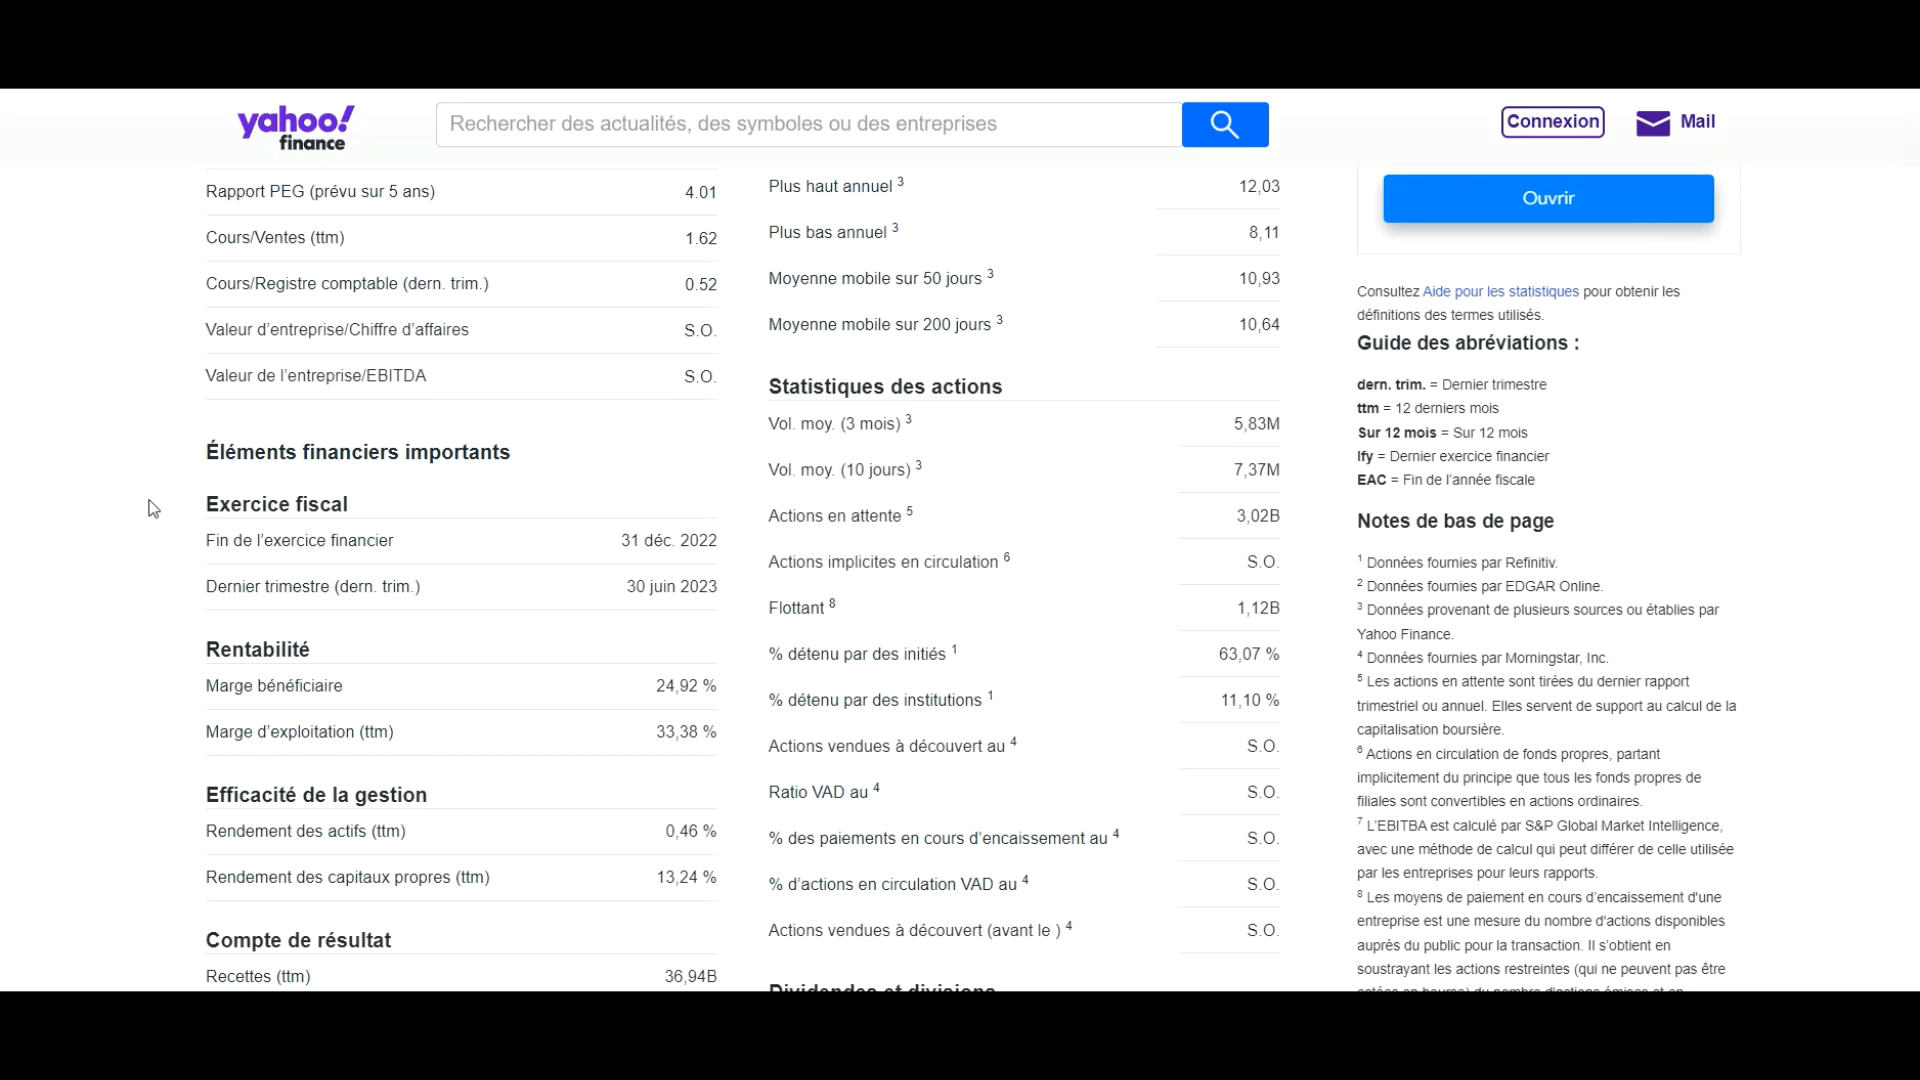 yahoo!
finance
Rechercher des actualités, des symboles ou des entreprises
Connexion
Mail
Rapport PEG (prévu sur 5 ans) 4.01
Cours/Ventes (ttm) 1.62
Cours/Registre comptable (dern. trim.) 0.52
Valeur d’entreprise/Chiffre d’affaires S.O.
Valeur de l’entreprise/EBITDA S.O.
Éléments financiers importants
Exercice fiscal
Fin de l’exercice financier 31 déc. 2022
Dernier trimestre (dern. trim.) 30 juin 2023
Rentabilité
Marge bénéficiaire 24,92 %
Marge d’exploitation (ttm) 33,38 %
Efficacité de la gestion
Rendement des actifs (ttm) 0,46 %
Rendement des capitaux propres (ttm) 13,24 %
Compte de résultat
Recettes (ttm) 36,94B
Plus haut annuel 3 12,03
Plus bas annuel 3 8,11
Moyenne mobile sur 50 jours 3 10,93
Moyenne mobile sur 200 jours 3 10,64
Statistiques des actions
Vol. moy. (3 mois) 3 5,83M
Vol. moy. (10 jours) 3 7,37M
Actions en attente 5 3,02B
Actions implicites en circulation 6 S.O.
Flottant 8 1,12B
% détenu par des initiés 1 63,07 %
% détenu par des institutions 1 11,10 %
Actions vendues à découvert au 4 S.O.
Ratio VAD au 4 S.O.
% des paiements en cours d’encaissement au 4 S.O.
% d’actions en circulation VAD au 4 S.O.
Actions vendues à découvert (avant le ) 4 S.O.
Dividendes et divisions
Ouvrir
Consultez Aide pour les statistiques pour obtenir les
définitions des termes utilisés.
Guide des abréviations :
dern. trim. = Dernier trimestre
ttm = 12 derniers mois
Sur 12 mois = Sur 12 mois
lfy = Dernier exercice financier
EAC = Fin de l’année fiscale
Notes de bas de page
1 Données fournies par Refinitiv.
2 Données fournies par EDGAR Online.
3 Données provenant de plusieurs sources ou établies par
Yahoo Finance.
4 Données fournies par Morningstar, Inc.
5 Les actions en attente sont tirées du dernier rapport
trimestriel ou annuel. Elles servent de support au calcul de la
capitalisation boursière.
6 Actions en circulation de fonds propres, partant
implicitement du principe que tous les fonds propres de
filiales sont convertibles en actions ordinaires.
7 L’EBITBA est calculé par S&P Global Market Intelligence,
avec une méthode de calcul qui peut différer de celle utilisée
par les entreprises pour leurs rapports.
8 Les moyens de paiement en cours d’encaissement d'une
entreprise est une mesure du nombre d'actions disponibles
auprès du public pour la transaction. Il s’obtient en
soustrayant les actions restreintes (qui ne peuvent pas être